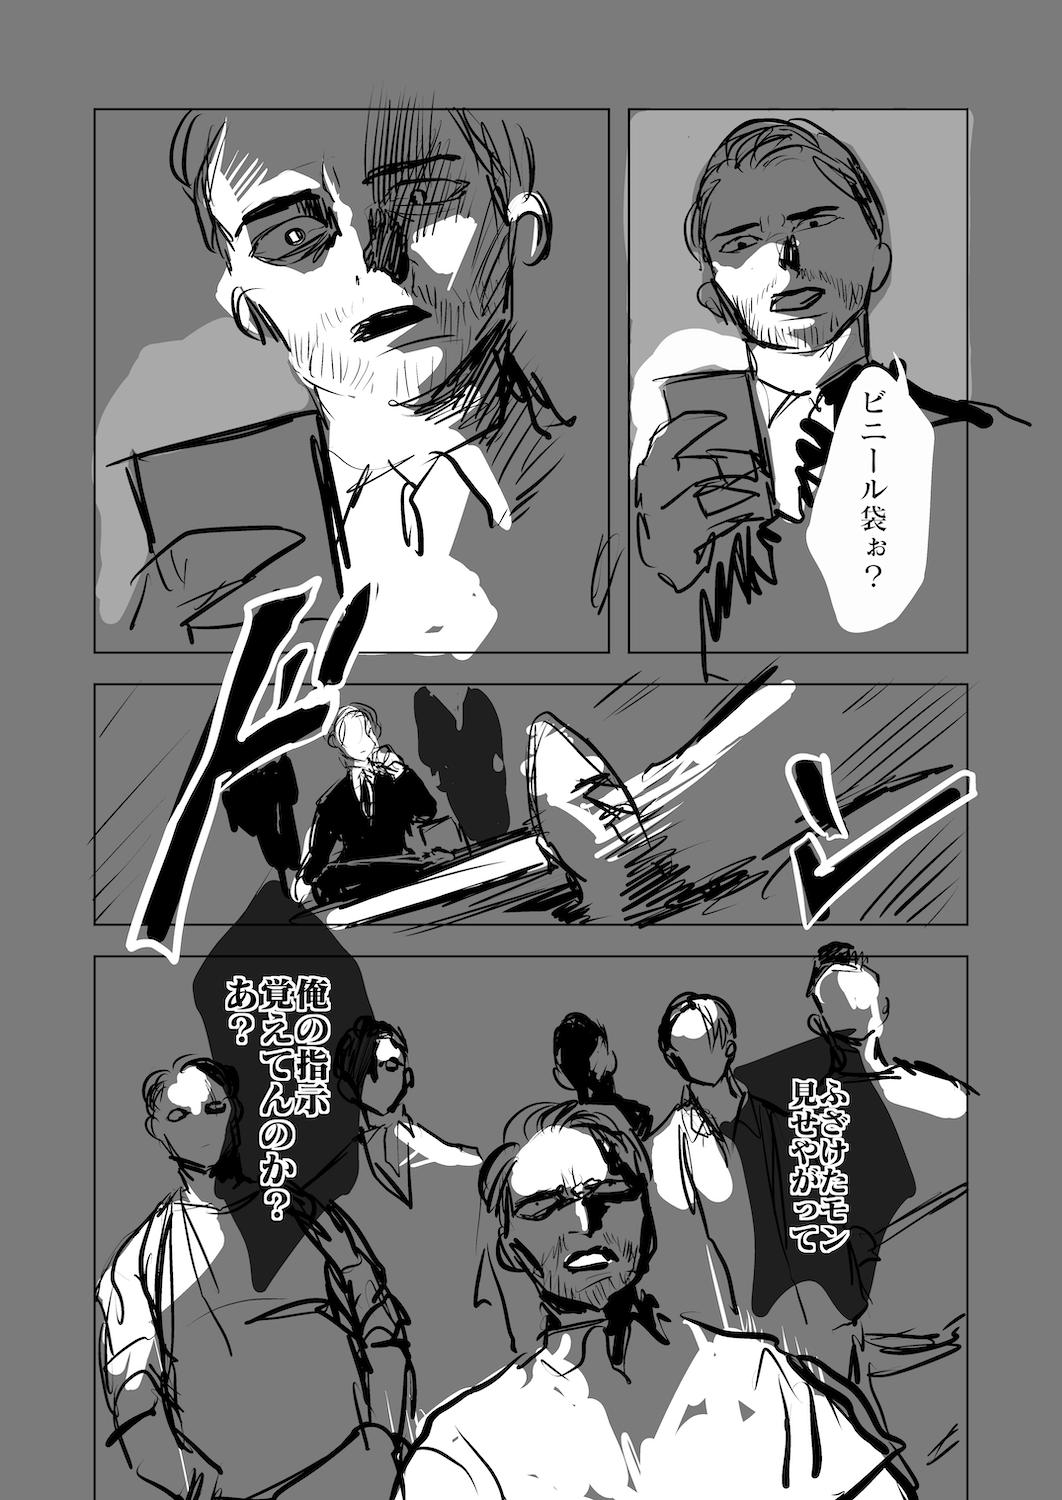 ビニール袋ぉ？
ドン
ふざけたモン
見せやがって
俺の指示
覚えてんのか？
あ？